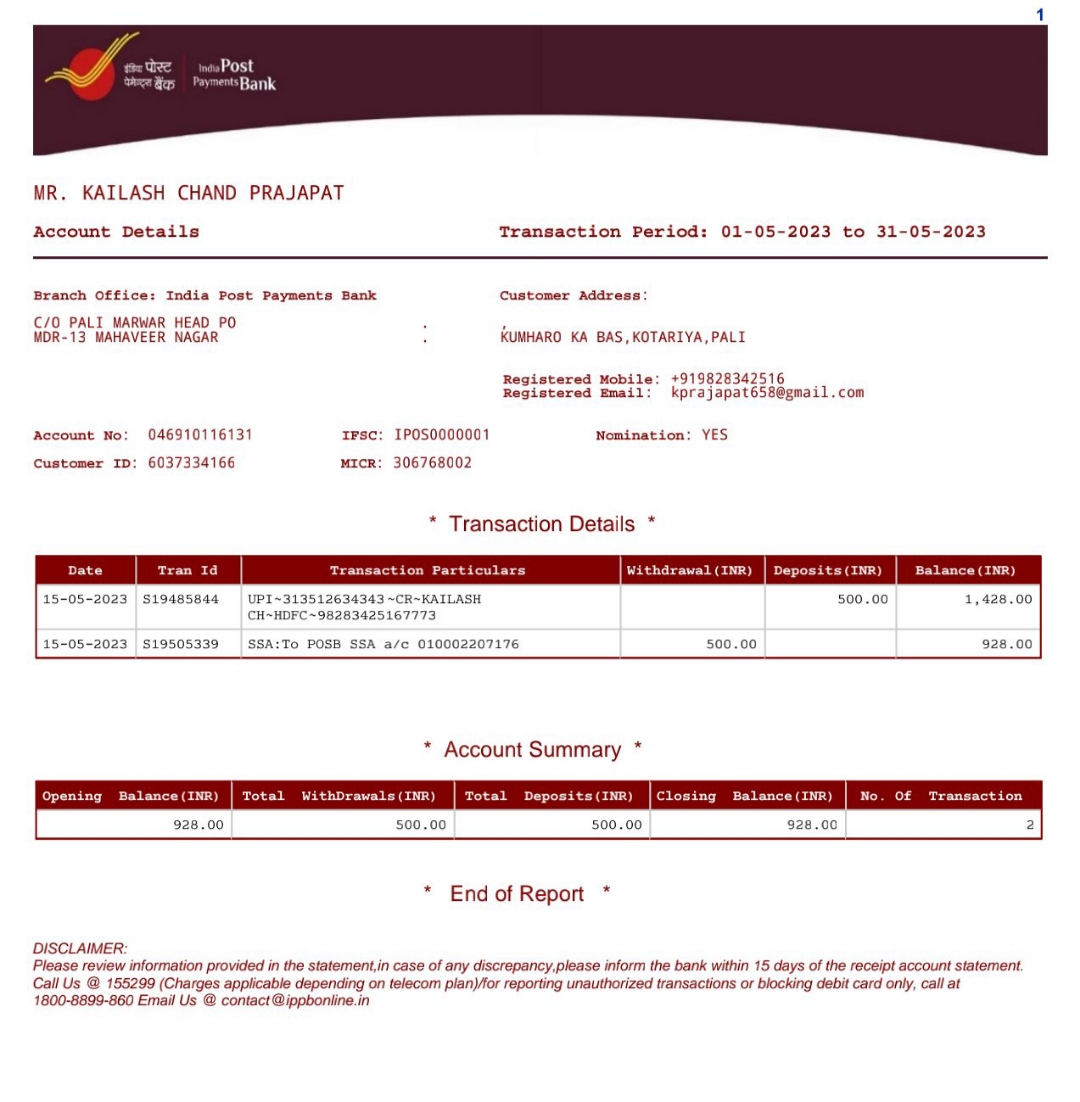 1
इंडिया पोस्ट
पेमेन्ट्स बैंक
India Post
Payments Bank
MR. KAILASH CHAND PRAJAPAT
Account Details
Transaction Period: 01-05-2023 to 31-05-2023
Branch Office: India Post Payments Bank
Customer Address:
C/O PALI MARWAR HEAD PO . ,
MDR-13 MAHAVEER NAGAR . KUMHARO KA BAS,KOTARIYA,PALI
Registered Mobile: +919828342516
Registered Email: kprajapat658@gmail.com
Account No: 046910116131 IFSC: IPOS0000001 Nomination: YES
Customer ID: 6037334166 MICR: 306768002
* Transaction Details *
Date Tran Id Transaction Particulars Withdrawal(INR) Deposits(INR) Balance(INR)
15-05-2023 S19485844 UPI~313512634343~CR~KAILASH 500.00 1,428.00
CH~HDFC~98283425167773
15-05-2023 S19505339 SSA:To POSB SSA a/c 010002207176 500.00 928.00
* Account Summary *
Opening Balance(INR) Total WithDrawals(INR) Total Deposits(INR) Closing Balance(INR) No. Of Transaction
928.00 500.00 500.00 928.00 2
* End of Report *
DISCLAIMER:
Please review information provided in the statement,in case of any discrepancy,please inform the bank within 15 days of the receipt account statement.
Call Us @ 155299 (Charges applicable depending on telecom plan)/for reporting unauthorized transactions or blocking debit card only, call at
1800-8899-860 Email Us @ contact@ippbonline.in